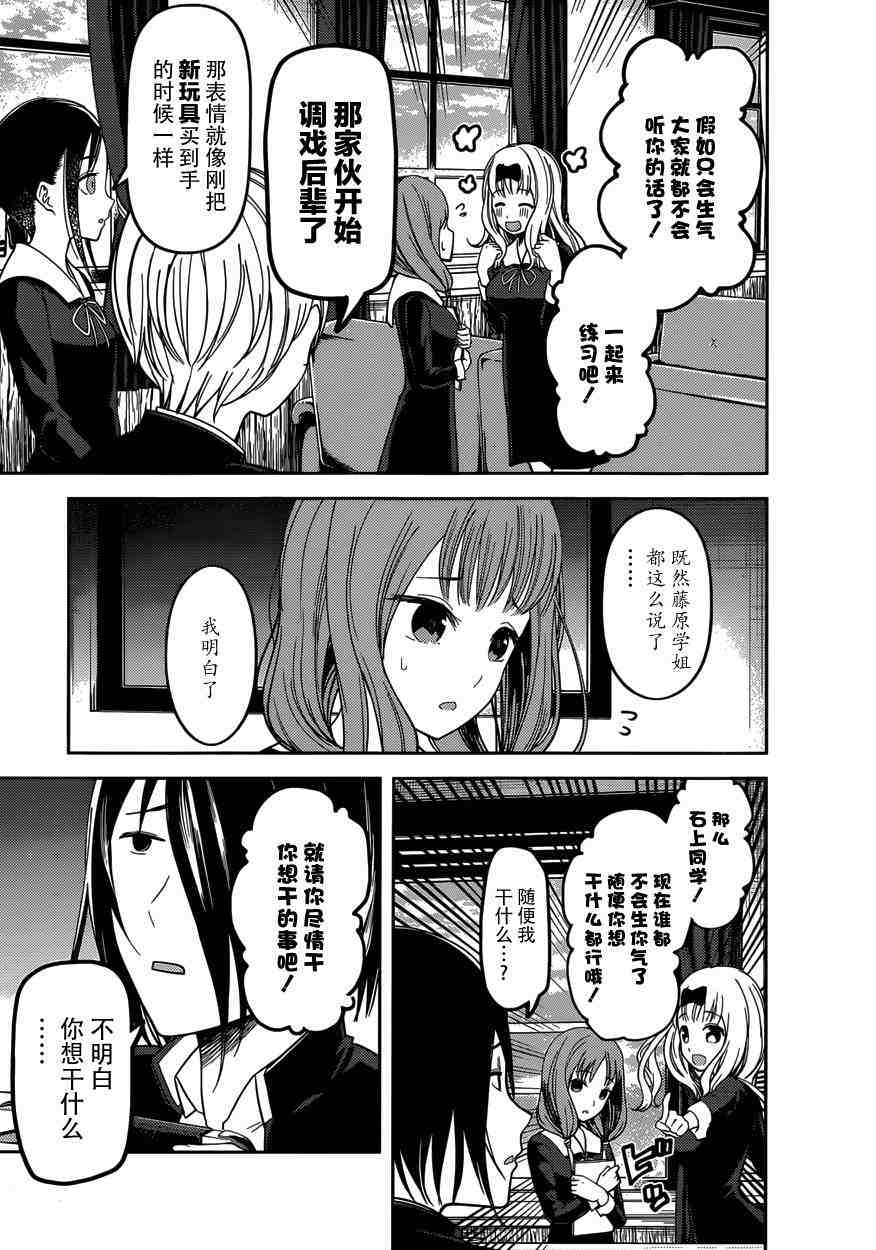 假如只会生气
大家就都不会
听你的话了！
一起来
练习吧！
那家伙开始
调戏后辈了
那表情就像刚把
新玩具买到手
的时候一样
既然藤原学姐
都这么说了
……
我明白了
那么
石上同学！
现在谁都
不会生你气了
随便你想
干什么都行哦！
随便我
干什么…？
ビシッ
就请你尽情干
你想干的事吧！
不明白
你想干什么
……